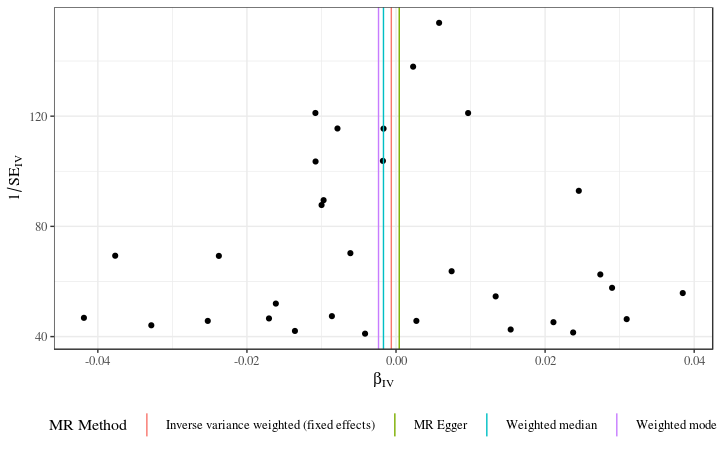 120
80
40
1/SE_IV
-0.04 -0.02 0.00 0.02 0.04
β_IV
MR Method Inverse variance weighted (fixed effects) MR Egger Weighted median Weighted mode